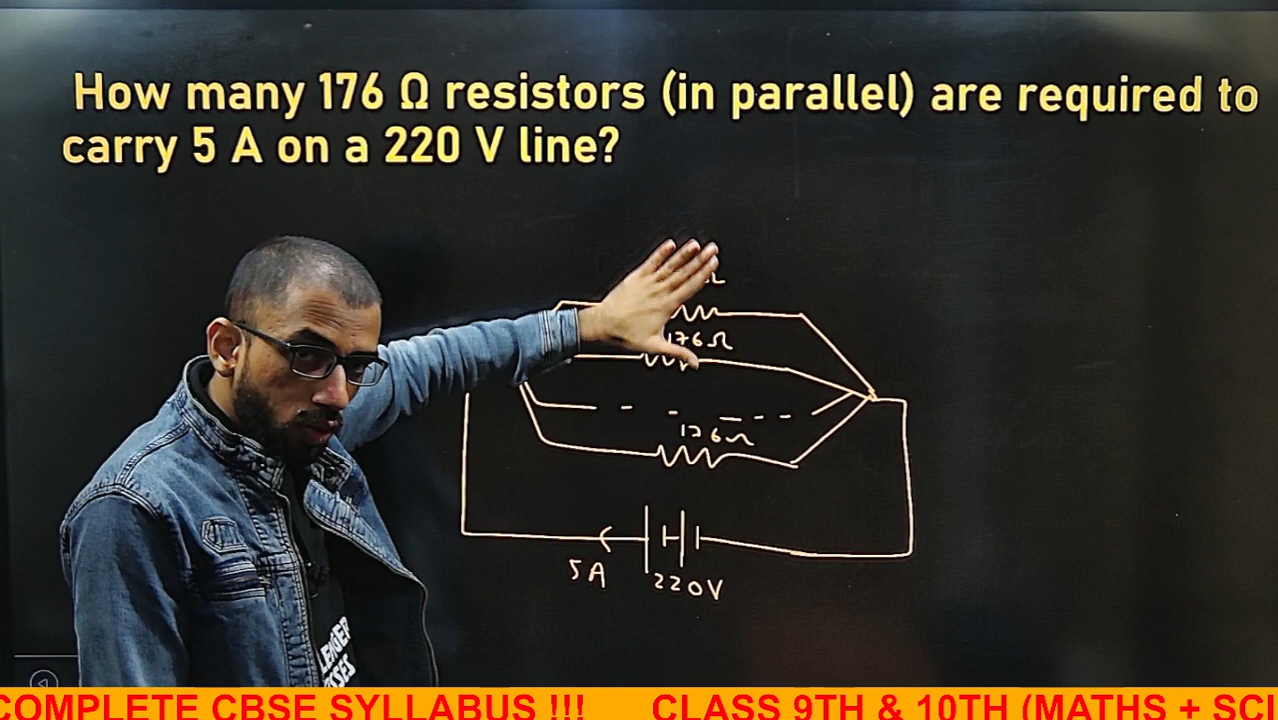 How many 176 Ω resistors (in parallel) are required to
carry 5 A on a 220 V line?
176Ω
176Ω
5A
220V
COMPLETE CBSE SYLLABUS !!! CLASS 9TH & 10TH (MATHS + SCI